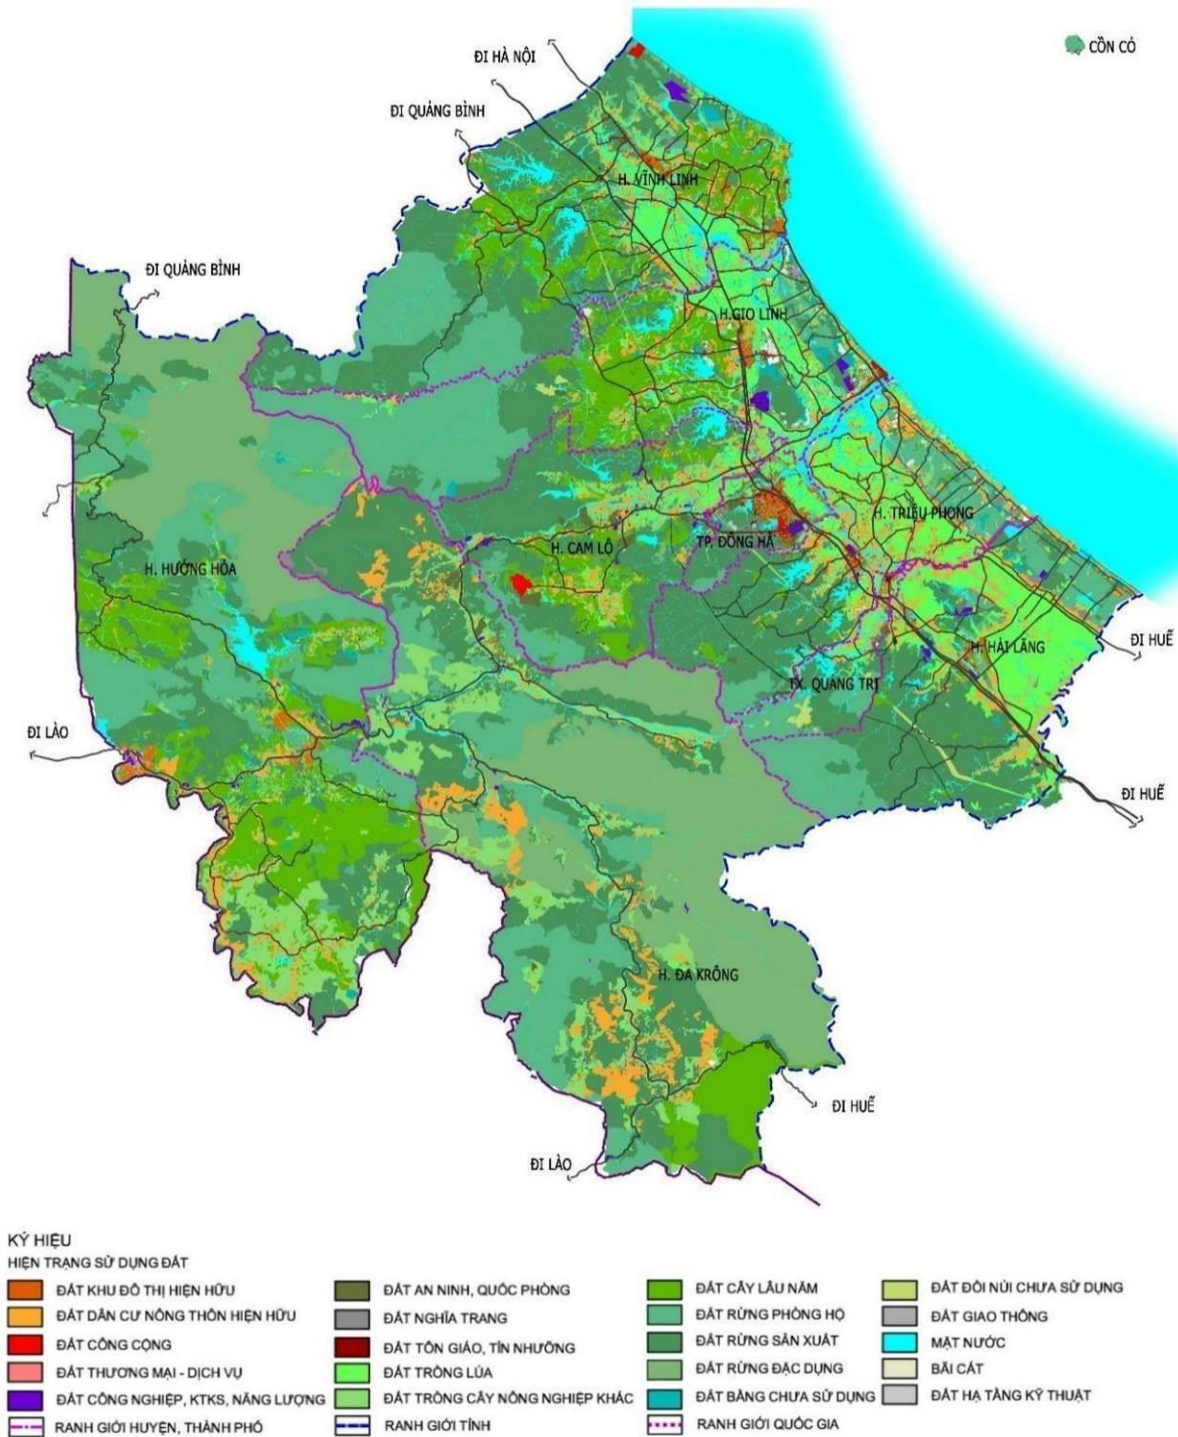 CỒN CỎ
ĐI HÀ NỘI
ĐI QUẢNG BÌNH
H. VĨNH LINH
ĐI QUẢNG BÌNH
H.GIO LINH
H. TRIỆU PHONG
TP. ĐÔNG HÀ
H. CAM LỘ
H. HƯỚNG HÓA
ĐI HUẾ
H. HẢI LĂNG
TX. QUẢNG TRỊ
ĐI LÀO
ĐI HUẾ
H. ĐA KRÔNG
ĐI HUẾ
ĐI LÀO
KÝ HIỆU
HIỆN TRẠNG SỬ DỤNG ĐẤT
ĐẤT KHU ĐÔ THỊ HIỆN HỮU
ĐẤT DÂN CƯ NÔNG THÔN HIỆN HỮU
ĐẤT CÔNG CỘNG
ĐẤT THƯƠNG MẠI - DỊCH VỤ
ĐẤT CÔNG NGHIỆP, KTKS, NĂNG LƯỢNG
RANH GIỚI HUYỆN, THÀNH PHỐ
ĐẤT AN NINH, QUỐC PHÒNG
ĐẤT NGHĨA TRANG
ĐẤT TÔN GIÁO, TÍN NHƯỠNG
ĐẤT TRỒNG LÚA
ĐẤT TRỒNG CÂY NÔNG NGHIỆP KHÁC
RANH GIỚI TỈNH
ĐẤT CÂY LÂU NĂM
ĐẤT RỪNG PHÒNG HỘ
ĐẤT RỪNG SẢN XUẤT
ĐẤT RỪNG ĐẶC DỤNG
ĐẤT BẰNG CHƯA SỬ DỤNG
RANH GIỚI QUỐC GIA
ĐẤT ĐỒI NÚI CHƯA SỬ DỤNG
ĐẤT GIAO THÔNG
MẶT NƯỚC
BÃI CÁT
ĐẤT HẠ TẦNG KỸ THUẬT